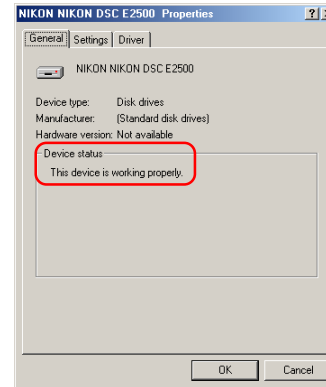 NIKON NIKON DSC E2500 Properties
General Settings Driver
NIKON NIKON DSC E2500
Device type: Disk drives
Manufacturer: (Standard disk drives)
Hardware version: Not available
Device status
This device is working properly.
OK Cancel